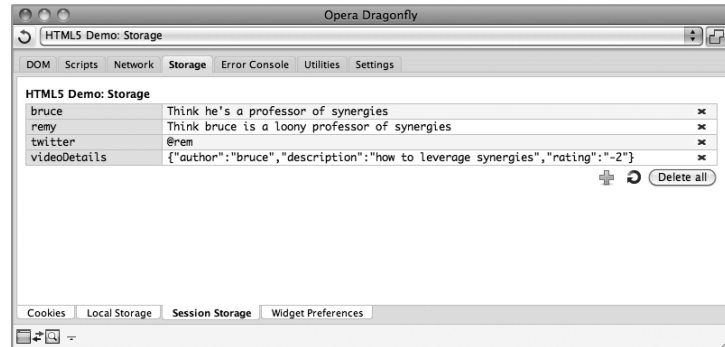 Opera Dragonfly
HTML5 Demo: Storage
DOM Scripts Network Storage Error Console Utilities Settings
HTML5 Demo: Storage
bruce Think he's a professor of synergies
remy Think bruce is a loony professor of synergies
twitter @rem
videoDetails {"author":"bruce","description":"how to leverage synergies","rating":"-2"}
Delete all
Cookies Local Storage Session Storage Widget Preferences